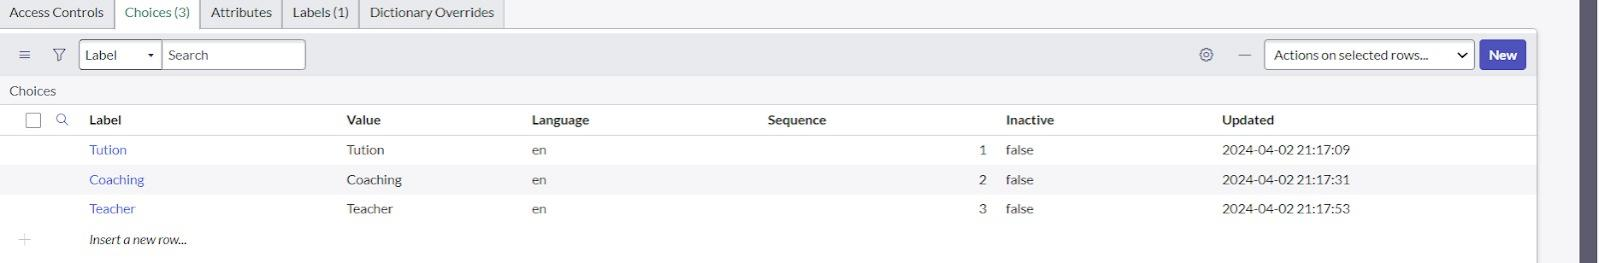 Access Controls Choices (3) Attributes Labels (1) Dictionary Overrides
Label Search Actions on selected rows... New
Choices
Label Value Language Sequence Inactive Updated
Tution Tution en 1 false 2024-04-02 21:17:09
Coaching Coaching en 2 false 2024-04-02 21:17:31
Teacher Teacher en 3 false 2024-04-02 21:17:53
Insert a new row...